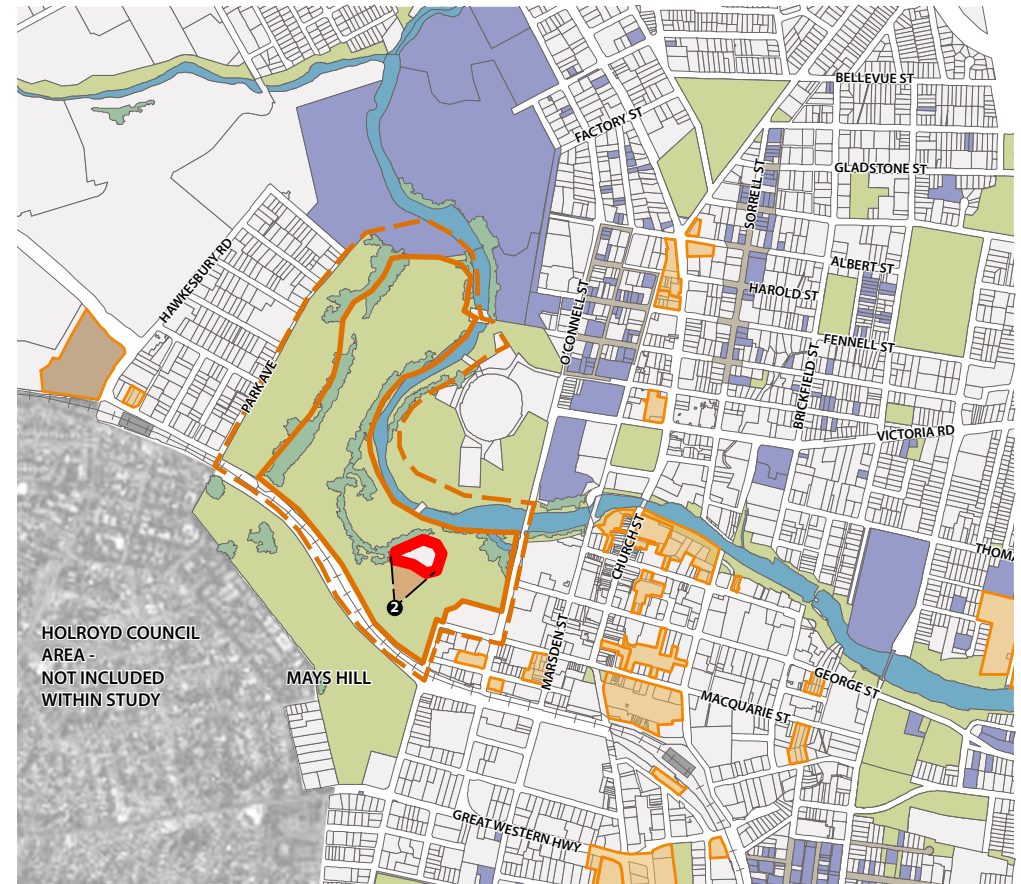 BELLEVUE ST
FACTORY ST
GLADSTONE ST
SORRELL ST
HAWKESBURY RD
ALBERT ST
HAROLD ST
O'CONNELL ST
FENNELL ST
PARK AVE
BRICKFIELD ST
VICTORIA RD
CHURCH ST
THOMA
2
HOLROYD COUNCIL
AREA -
NOT INCLUDED
WITHIN STUDY
MAYS HILL
MARSDEN ST
GEORGE ST
MACQUARIE ST
GREAT WESTERN HWY